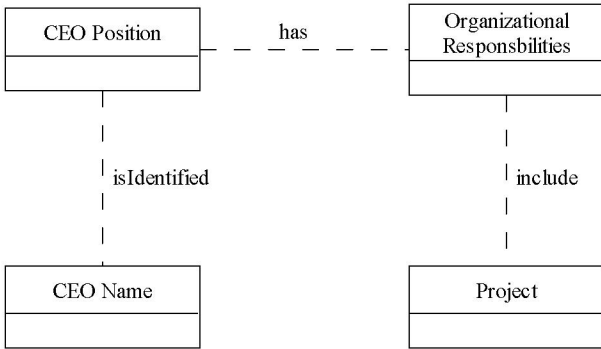 CEO Position
has
Organizational
Responsbilities
isIdentified
include
CEO Name
Project